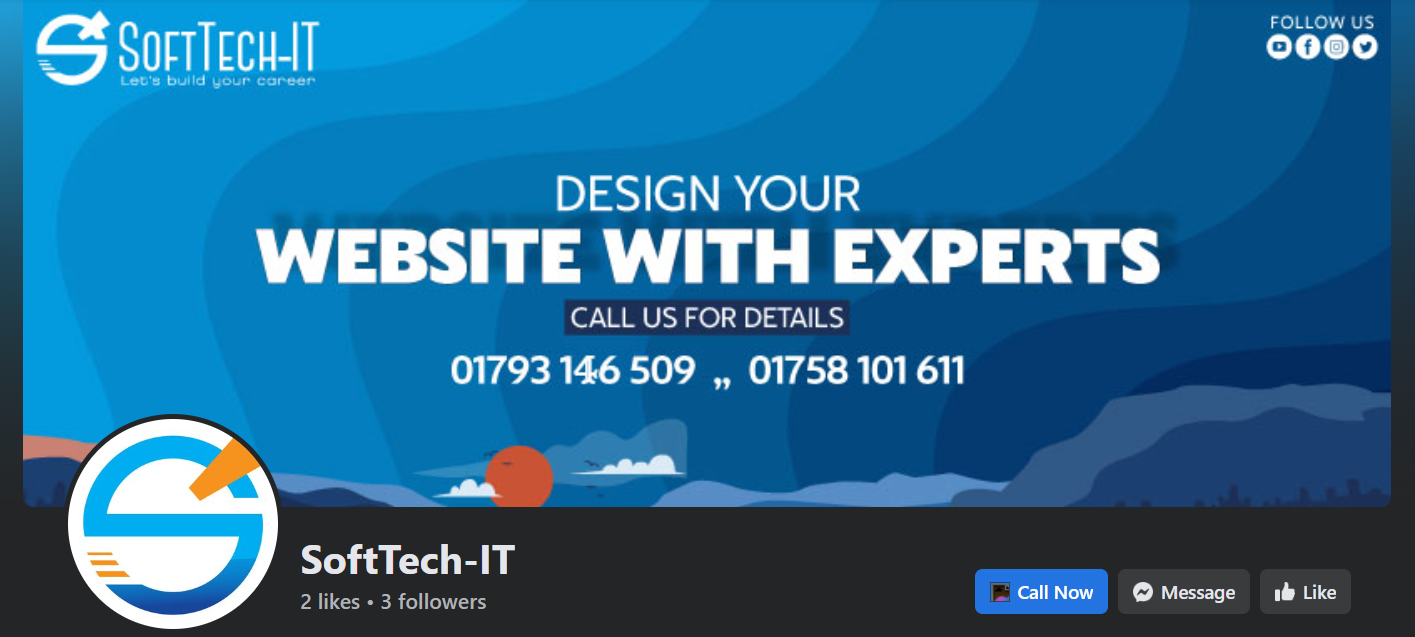 SOFTTECH-IT
Let's build your career
FOLLOW US
DESIGN YOUR
WEBSITE WITH EXPERTS
CALL US FOR DETAILS
01793 146 509 ,, 01758 101 611
SoftTech-IT
2 likes • 3 followers
Call Now
Message
Like